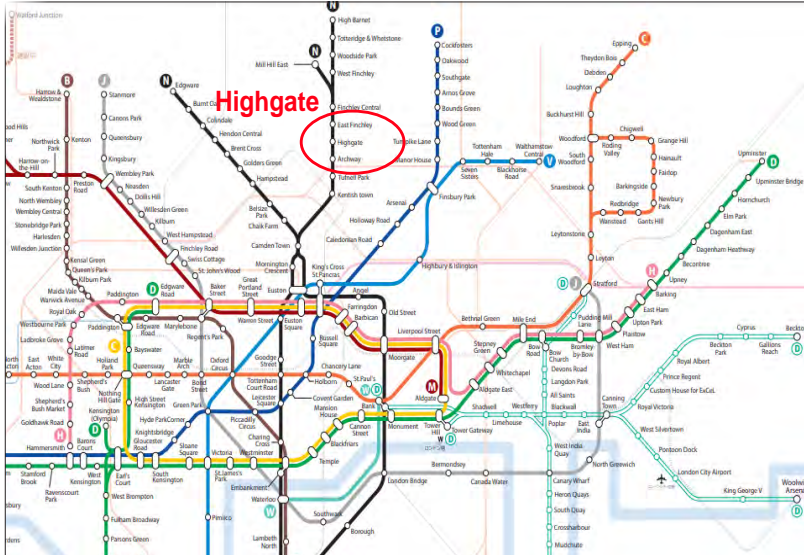 Watford Junction
N
High Barnet
Totteridge & Whetstone
Woodside Park
West Finchley
N
Mill Hill East
Finchley Central
East Finchley
Highgate
Archway
Tufnell Park
Kentish town
Highgate
P
Cockfosters
Oakwood
Southgate
Arnos Grove
Bounds Green
Wood Green
Turnpike Lane
Manor House
C
Epping
Theydon Bois
Debden
Loughton
Buckhurst Hill
Woodford
Chigwell
Roding
Valley
Grange Hill
Hainault
Fairlop
Barkingside
Newbury
Park
Redbridge
Gants Hill
Wanstead
South
Woodford
Snaresbrook
Leytonstone
Leyton
Stratford
B
Harrow &
Wealdstone
Kenton
J
Stanmore
Canons Park
Queensbury
Kingsbury
Wembley Park
Neasden
Dollis Hill
Willesden Green
Kilburn
West Hampstead
Finchley Road
Swiss Cottage
St. John's Wood
N
Edgware
Burnt Oak
Colindale
Hendon Central
Brent Cross
Golders Green
Hampstead
Belsize
Park
Chalk Farm
Camden Town
Mornington
Crescent
Euston
Northwick
Park
Harrow-on
the Hill
Preston
Road
South Kenton
North Wembley
Wembley Central
Stonebridge Park
Harlesden
Willesden Junction
Kensal Green
Queen's Park
Kilburn Park
Maida Vale
Warwick Avenue
Royal Oak
Paddington
Westbourne Park
Ladbroke Grove
Latimer
Road
Tottenham
Hale
Walthamstow
Central
V
Seven
Sisters
Blackhorse
Road
Finsbury Park
Arsenal
Holloway Road
Caledonian Road
Highbury & Islington
King's Cross
St.Pancras
Angel
Old Street
D
Upminster
Upminster Bridge
Hornchurch
Elm Park
Dagenham East
Dagenham Heathway
Becontree
Upney
H
Barking
East Ham
Upton Park
Plaistow
West Ham
D
Pudding Mill
Lane
Bow
Church
Bow
Road
Bromley
by-Bow
Mile End
Bethnal Green
Stepney
Green
Whitechapel
Aldgate East
Devons Road
Langdon Park
All Saints
Blackwall
Poplar
East
India
Canning
Town
D
Edgware
Road
Baker
Street
Great
Portland
Street
Paddington
Edgware
Road
Marylebone
Warren Street
Euston
Square
Farringdon
Barbican
Liverpool Street
Moorgate
Regent's Park
Goodge
Street
Russell
Square
C
Bayswater
Holland
Park
Queensway
Marble
Arch
Lancaster
Gate
Bond
Street
Oxford
Circus
Tottenham
Court Road
Holborn
Chancery Lane
St.Paul's
Bank
W
D
M
Aldgate
East
Acton
White
City
Wood Lane
Shepherd's
Bush
Shepherd's
Bush Market
Goldhawk Road
H
Hammersmith
Nothing
Hill Gate
High Street
Kensington
Kensington
(Olympia)
D
Barons
Court
Gloucester
Road
Knightsbridge
Hyde Park Corner
Green Park
Piccadilly
Circus
Leicester
Square
Covent Garden
Charing
Cross
Mansion
House
Cannon
Street
Blackfriars
Temple
Monument
Tower
Hill
Tower Gateway
W
D
Shadwell
Limehouse
Westferry
Stamford
Brook
Ravenscourt
Park
West
Kensington
Earl's
Court
South
Kensington
Sloane
Square
Victoria
St.James's
Park
Westminster
Embankment
Waterloo
W
Southwark
Lambeth
North
London Bridge
Borough
Bermondsey
Canada Water
West Brompton
Fulham Broadway
Parsons Green
Pimlico
West India
Quay
Canary Wharf
Heron Quays
South Quay
Crossharbour
Mudchute
North Greenwich
Royal Victoria
Custom House for ExCeL
Prince Regent
Royal Albert
Beckton
Park
Cyprus
Gallions
Reach
D
West Silvertown
Pontoon Dock
London City Airport
King George V
D